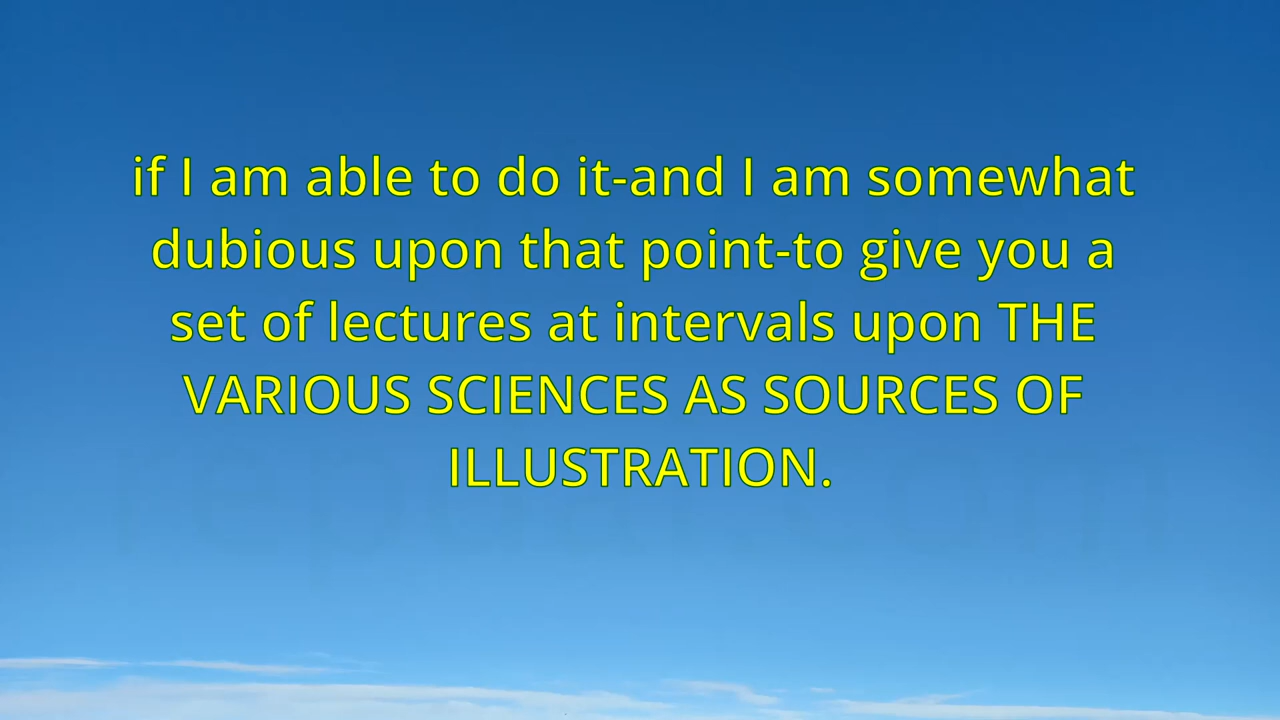 if I am able to do it-and I am somewhat
dubious upon that point-to give you a
set of lectures at intervals upon THE
VARIOUS SCIENCES AS SOURCES OF
ILLUSTRATION.